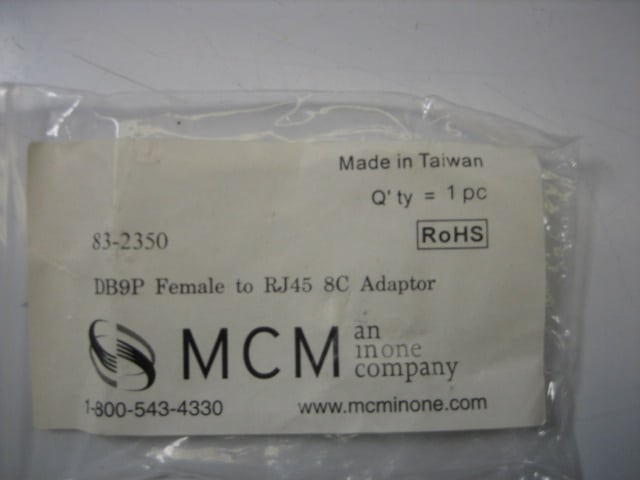 Made in Taiwan
Q'ty = 1 pc
83-2350
RoHS
DB9P Female to RJ45 8C Adaptor
MCM
an
inone
company
1-800-543-4330
www.mcminone.com